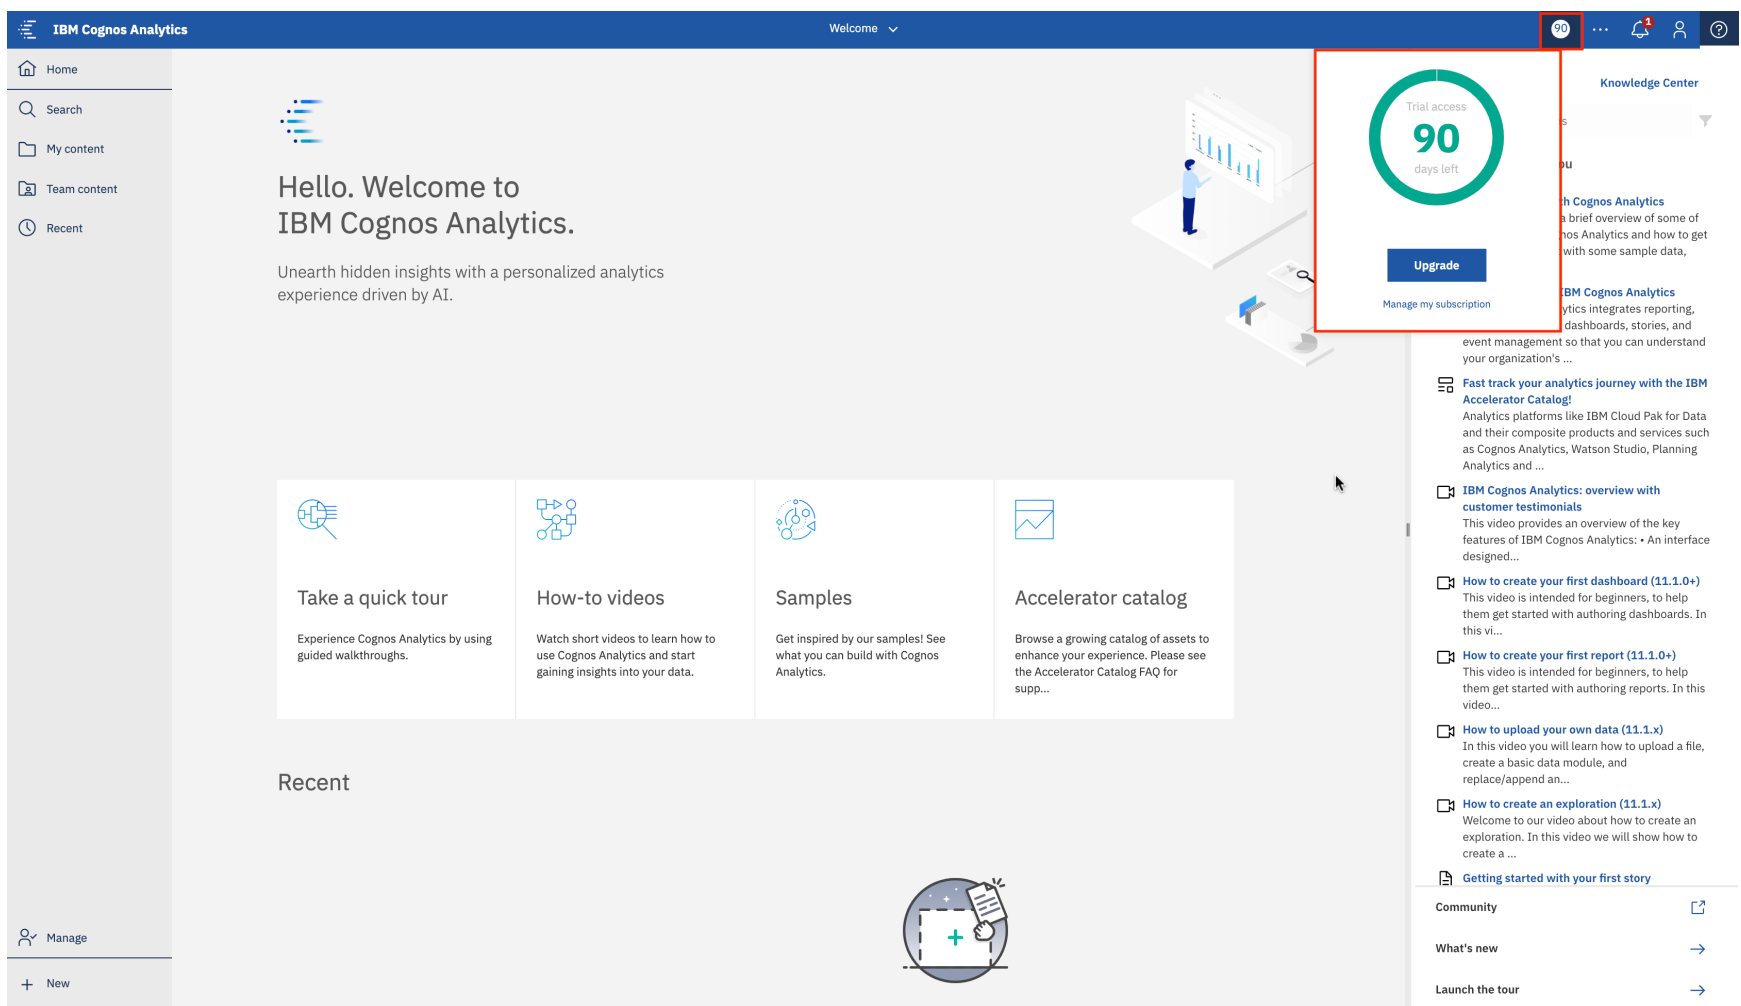 IBM Cognos Analytics
Welcome
90
1
Home
Search
My content
Team content
Recent
Manage
New
Hello. Welcome to
IBM Cognos Analytics.
Unearth hidden insights with a personalized analytics
experience driven by AI.
Take a quick tour
Experience Cognos Analytics by using
guided walkthroughs.
How-to videos
Watch short videos to learn how to
use Cognos Analytics and start
gaining insights into your data.
Samples
Get inspired by our samples! See
what you can build with Cognos
Analytics.
Accelerator catalog
Browse a growing catalog of assets to
enhance your experience. Please see
the Accelerator Catalog FAQ for
supp...
Recent
Trial access
90
days left
Upgrade
Manage my subscription
Knowledge Center
Cognos Analytics
a brief overview of some of
Analytics and how to get
with some sample data,
IBM Cognos Analytics
integrates reporting,
dashboards, stories, and
event management so that you can understand
your organization's ...
Fast track your analytics journey with the IBM
Accelerator Catalog!
Analytics platforms like IBM Cloud Pak for Data
and their composite products and services such
as Cognos Analytics, Watson Studio, Planning
Analytics and ...
IBM Cognos Analytics: overview with
customer testimonials
This video provides an overview of the key
features of IBM Cognos Analytics: • An interface
designed...
How to create your first dashboard (11.1.0+)
This video is intended for beginners, to help
them get started with authoring dashboards. In
this vi...
How to create your first report (11.1.0+)
This video is intended for beginners, to help
them get started with authoring reports. In this
video...
How to upload your own data (11.1.x)
In this video you will learn how to upload a file,
create a basic data module, and
replace/append an...
How to create an exploration (11.1.x)
Welcome to our video about how to create an
exploration. In this video we will show how to
create a ...
Getting started with your first story
Community
What's new
Launch the tour